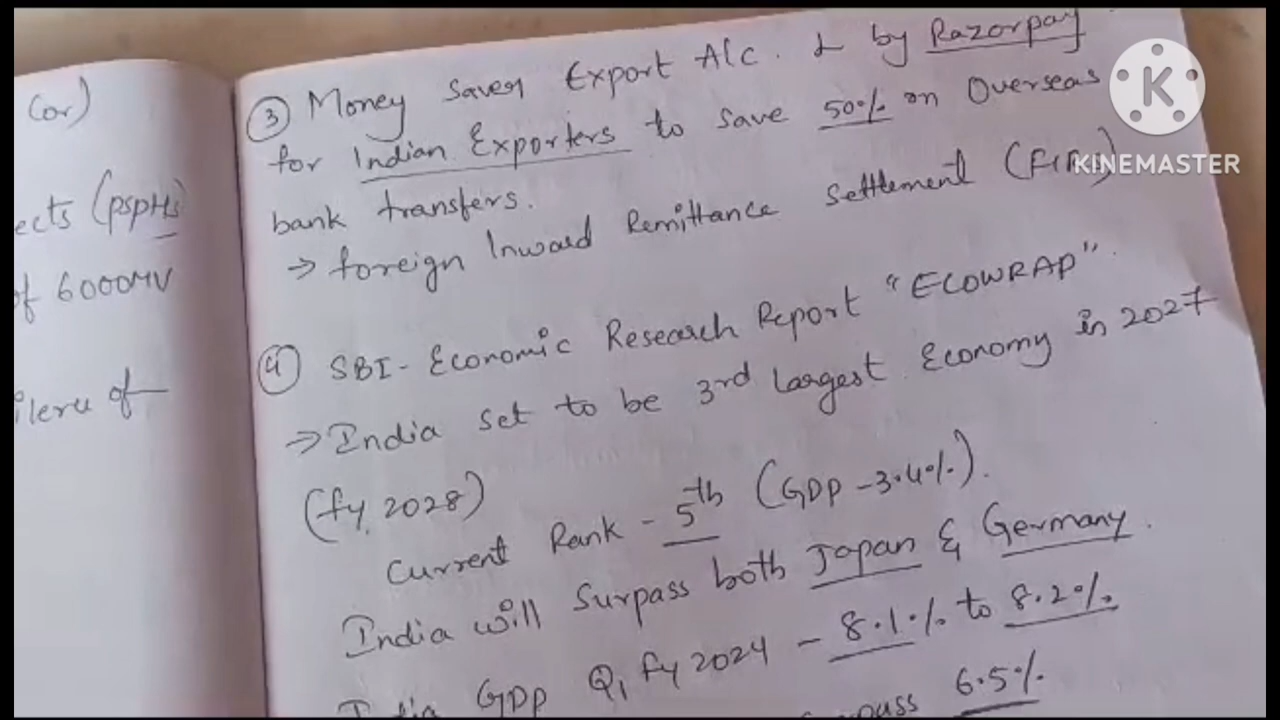 (or)
ects (PSPHs)
of 6000MV
ileru of
③ Money Saver Export A/c. by Razorpay.
for Indian Exporters to save 50% on Overseas
bank transfers.
→ Foreign Inward Remittance Settlement
④ SBI - Economic Research Report "ECOWRAP".
→ India set to be 3rd largest Economy in 2027
(fy. 2028)
Current Rank - 5th (GDP - 3.4%).
India will Surpass both Japan & Germany.
India GDP Q1 fy 2024 - 8.1% to 8.2%
6.5%
K
KINEMASTER